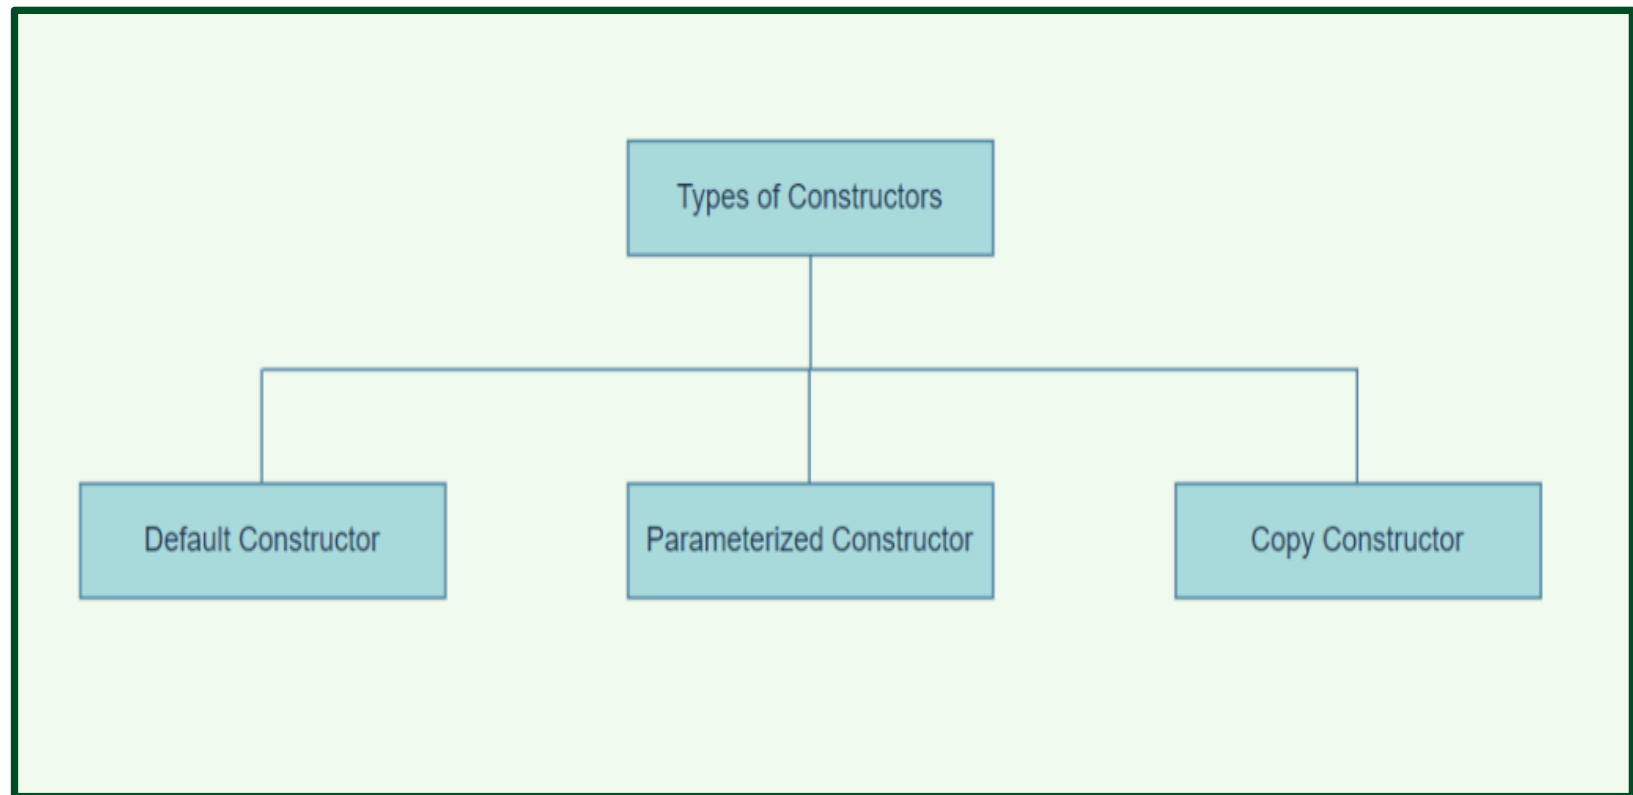 Types of Constructors
Default Constructor
Parameterized Constructor
Copy Constructor